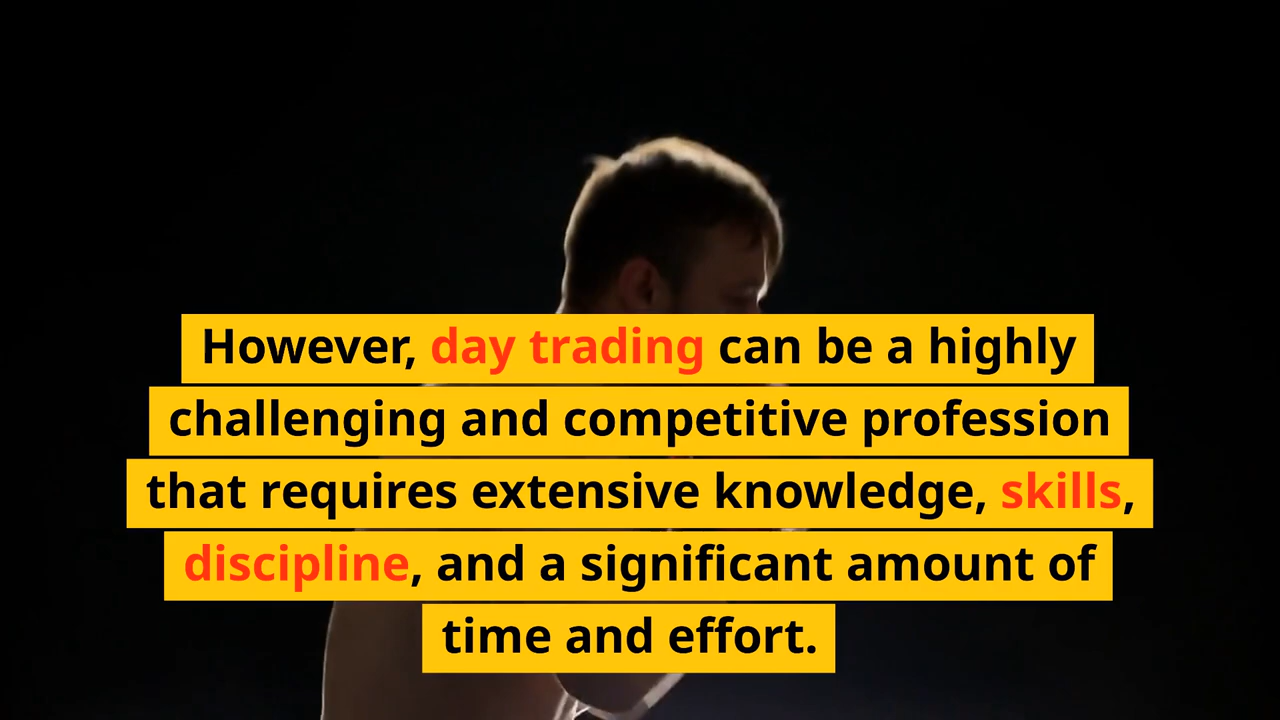 However, day trading can be a highly
challenging and competitive profession
that requires extensive knowledge, skills,
discipline, and a significant amount of
time and effort.